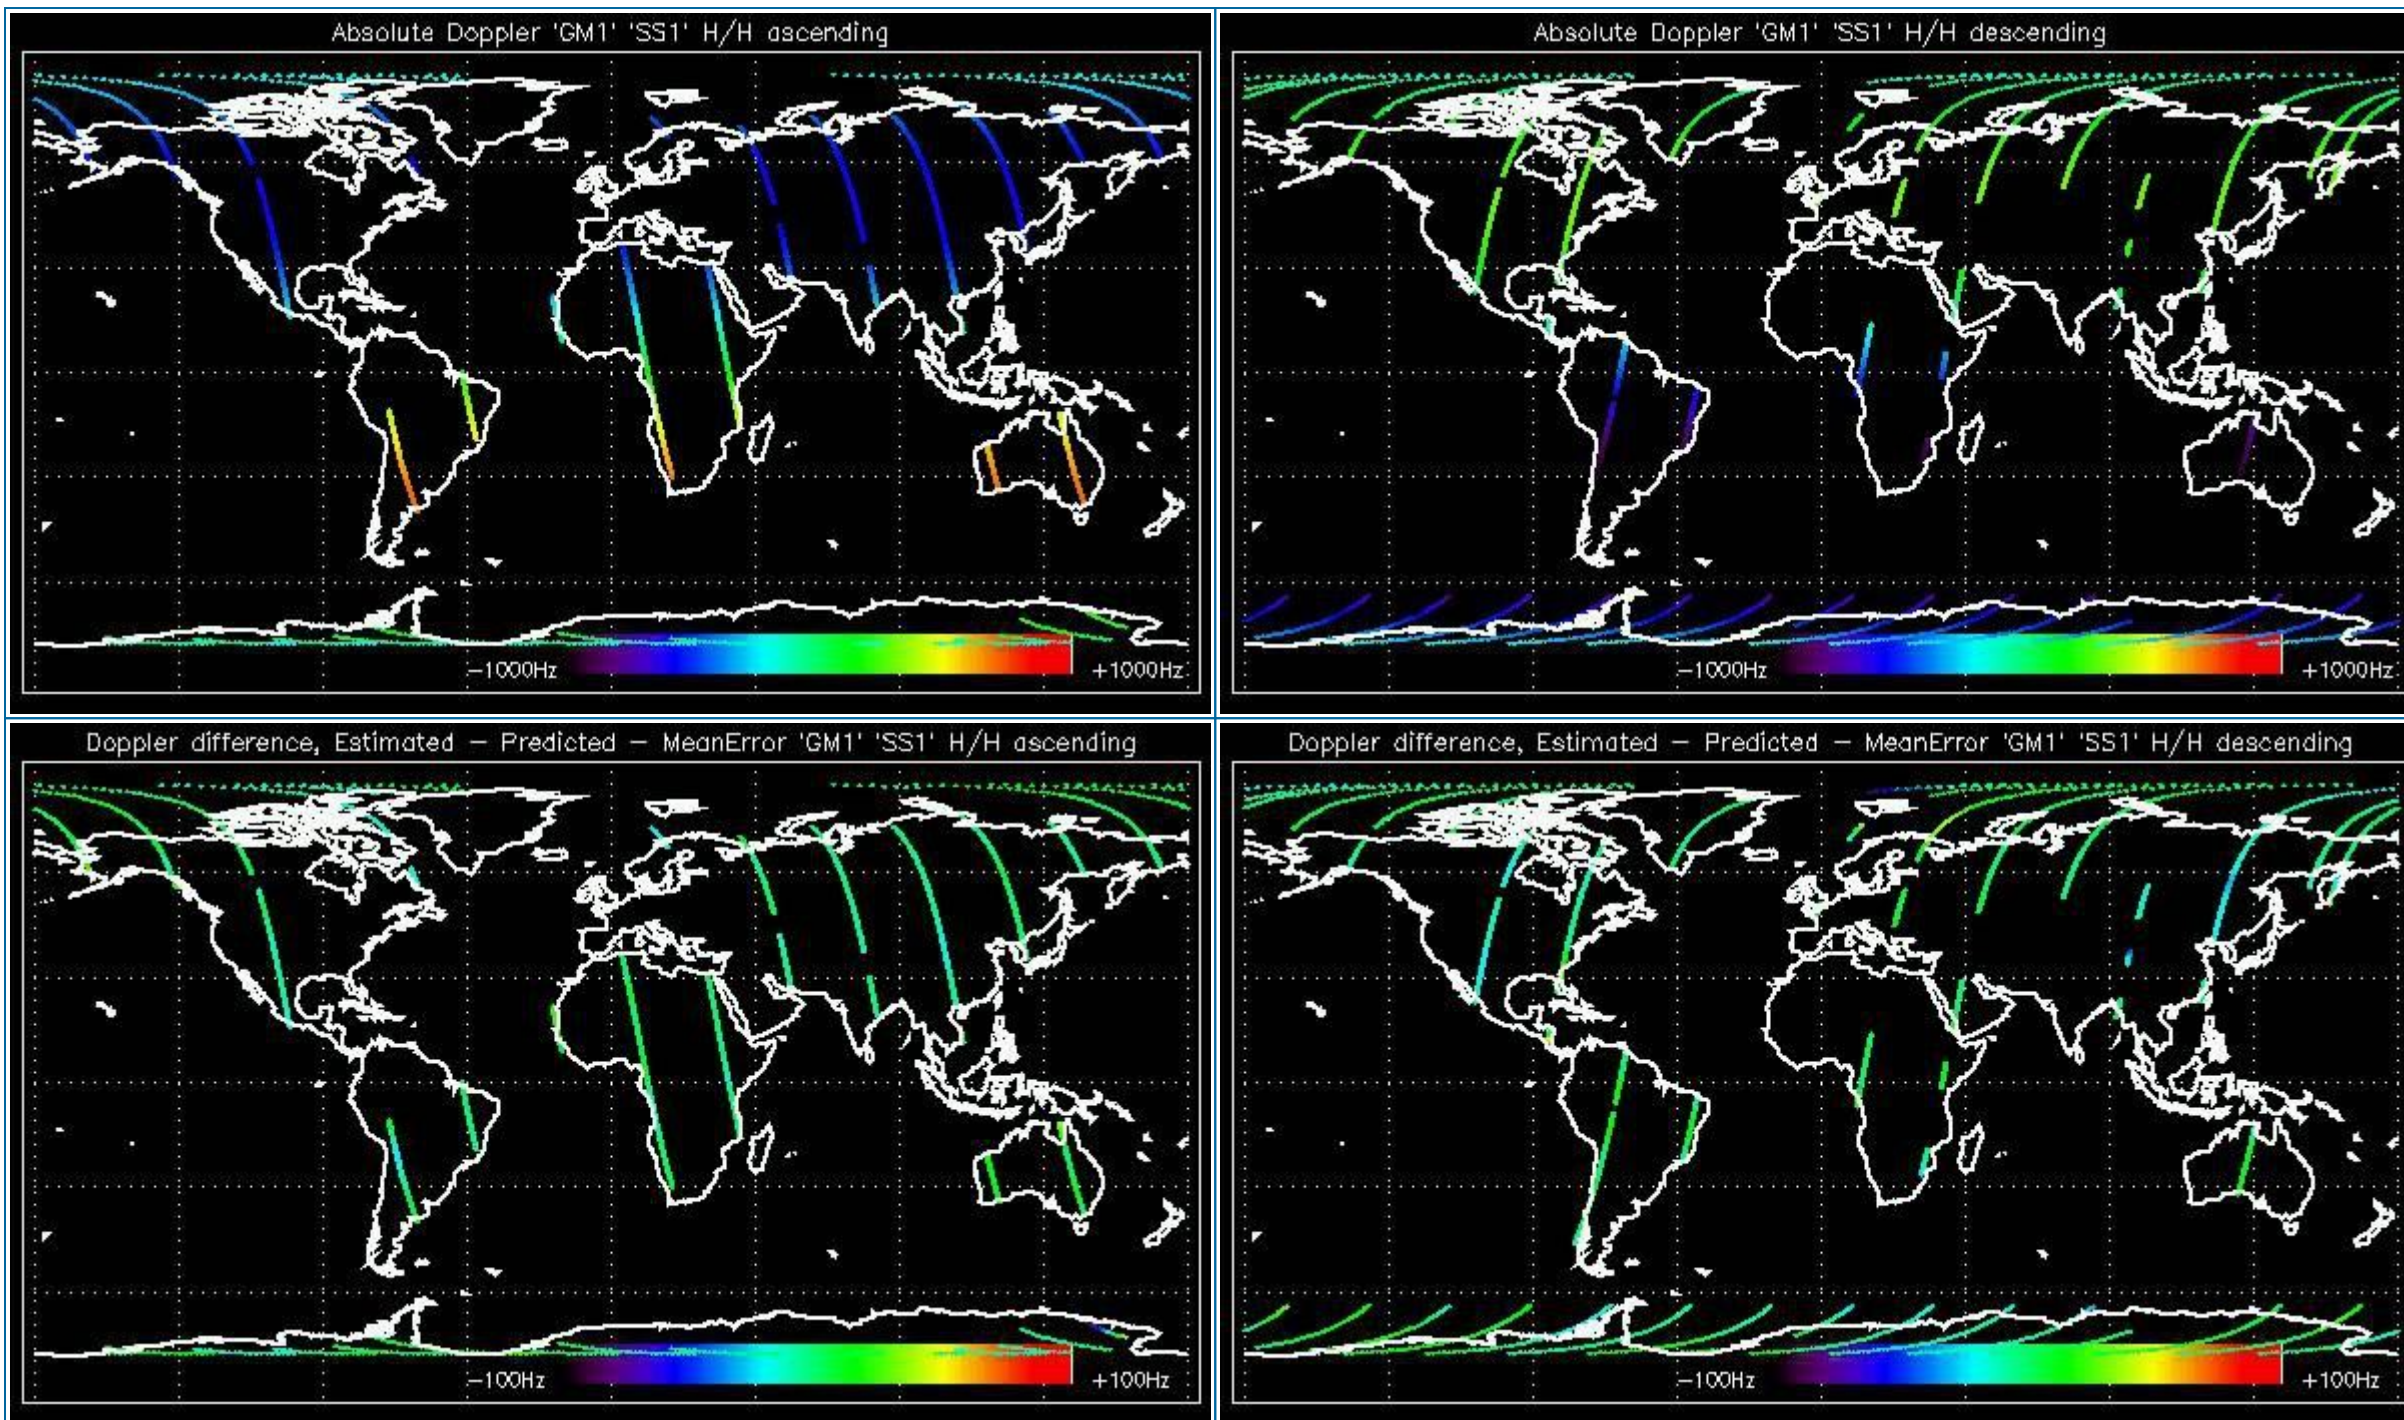 Absolute Doppler 'GM1' 'SS1' H/H ascending
-1000Hz
+1000Hz
Absolute Doppler 'GM1' 'SS1' H/H descending
-1000Hz
+1000Hz
Doppler difference, Estimated - Predicted - MeanError 'GM1' 'SS1' H/H ascending
-100Hz
+100Hz
Doppler difference, Estimated - Predicted - MeanError 'GM1' 'SS1' H/H descending
-100Hz
+100Hz